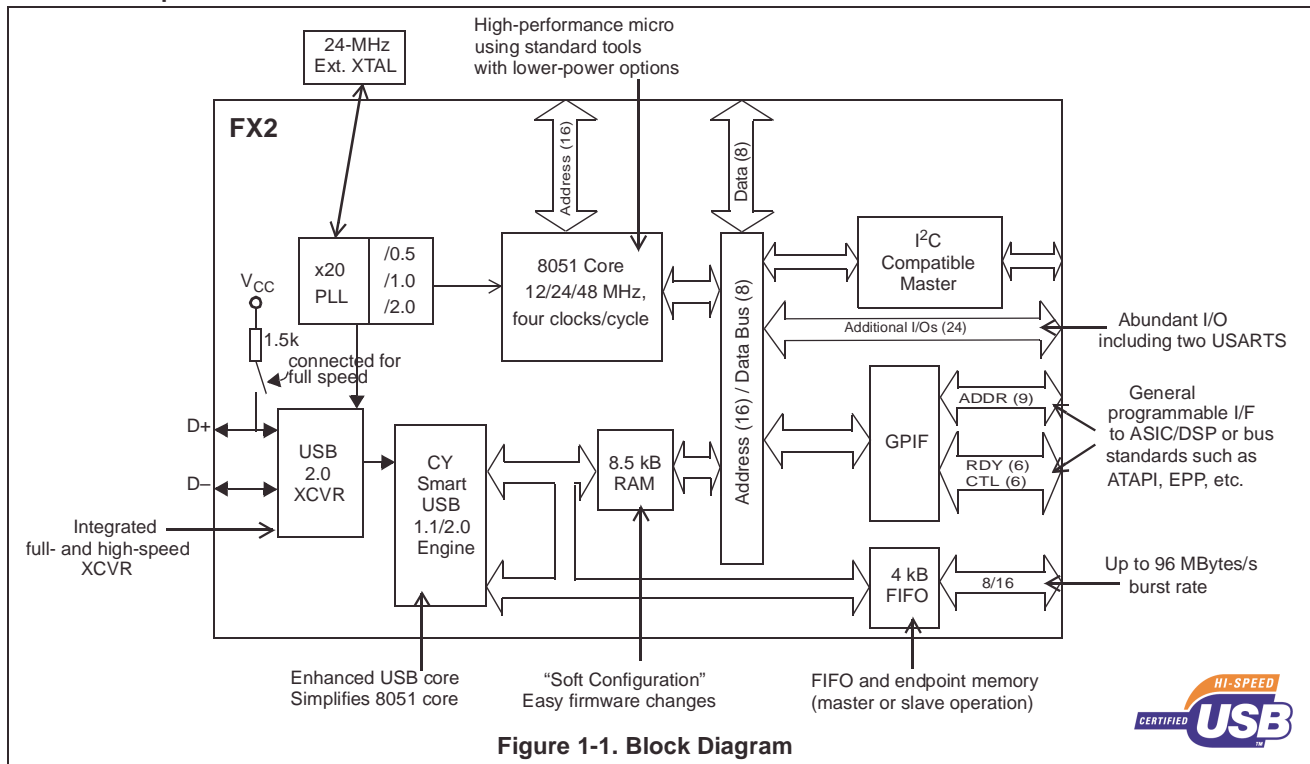 High-performance micro
using standard tools
with lower-power options
24-MHz
Ext. XTAL
FX2
Address (16)
Data (8)
x20
PLL
/0.5
/1.0
/2.0
8051 Core
12/24/48 MHz,
four clocks/cycle
I2C
Compatible
Master
VCC
1.5k
connected for
full speed
Address (16) / Data Bus (8)
Additional I/Os (24)
Abundant I/O
including two USARTS
D+
D–
USB
2.0
XCVR
CY
Smart
USB
1.1/2.0
Engine
8.5 kB
RAM
GPIF
ADDR (9)
RDY (6)
CTL (6)
General
programmable I/F
to ASIC/DSP or bus
standards such as
ATAPI, EPP, etc.
Integrated
full- and high-speed
XCVR
4 kB
FIFO
8/16
Up to 96 MBytes/s
burst rate
Enhanced USB core
Simplifies 8051 core
“Soft Configuration”
Easy firmware changes
FIFO and endpoint memory
(master or slave operation)
HI-SPEED
CERTIFIED
USB
TM
Figure 1-1. Block Diagram